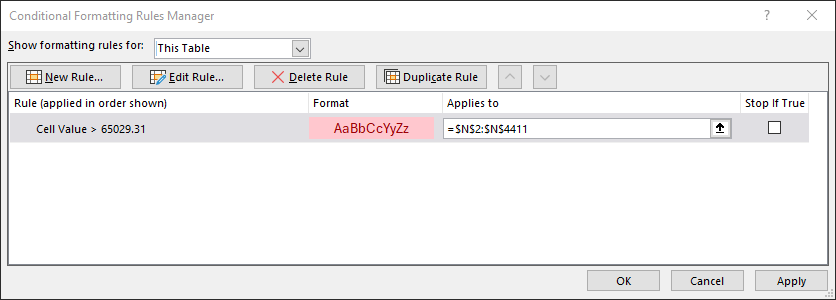 Conditional Formatting Rules Manager
?
Show formatting rules for: This Table
New Rule... Edit Rule... Delete Rule Duplicate Rule
Rule (applied in order shown) Format Applies to Stop If True
Cell Value > 65029.31 AaBbCcYyZz =$N$2:$N$4411
OK Cancel Apply